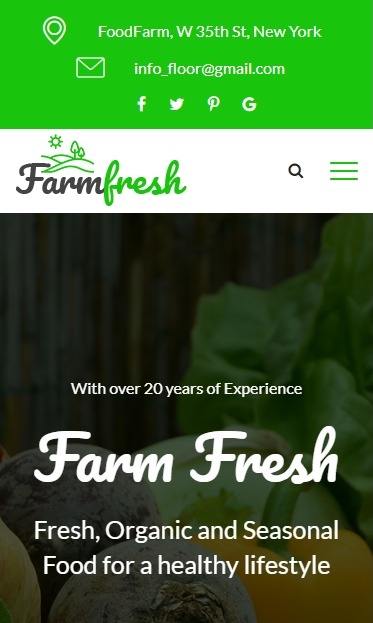 FoodFarm, W 35th St, New York
info_floor@gmail.com
Farmfresh
With over 20 years of Experience
Farm Fresh
Fresh, Organic and Seasonal
Food for a healthy lifestyle